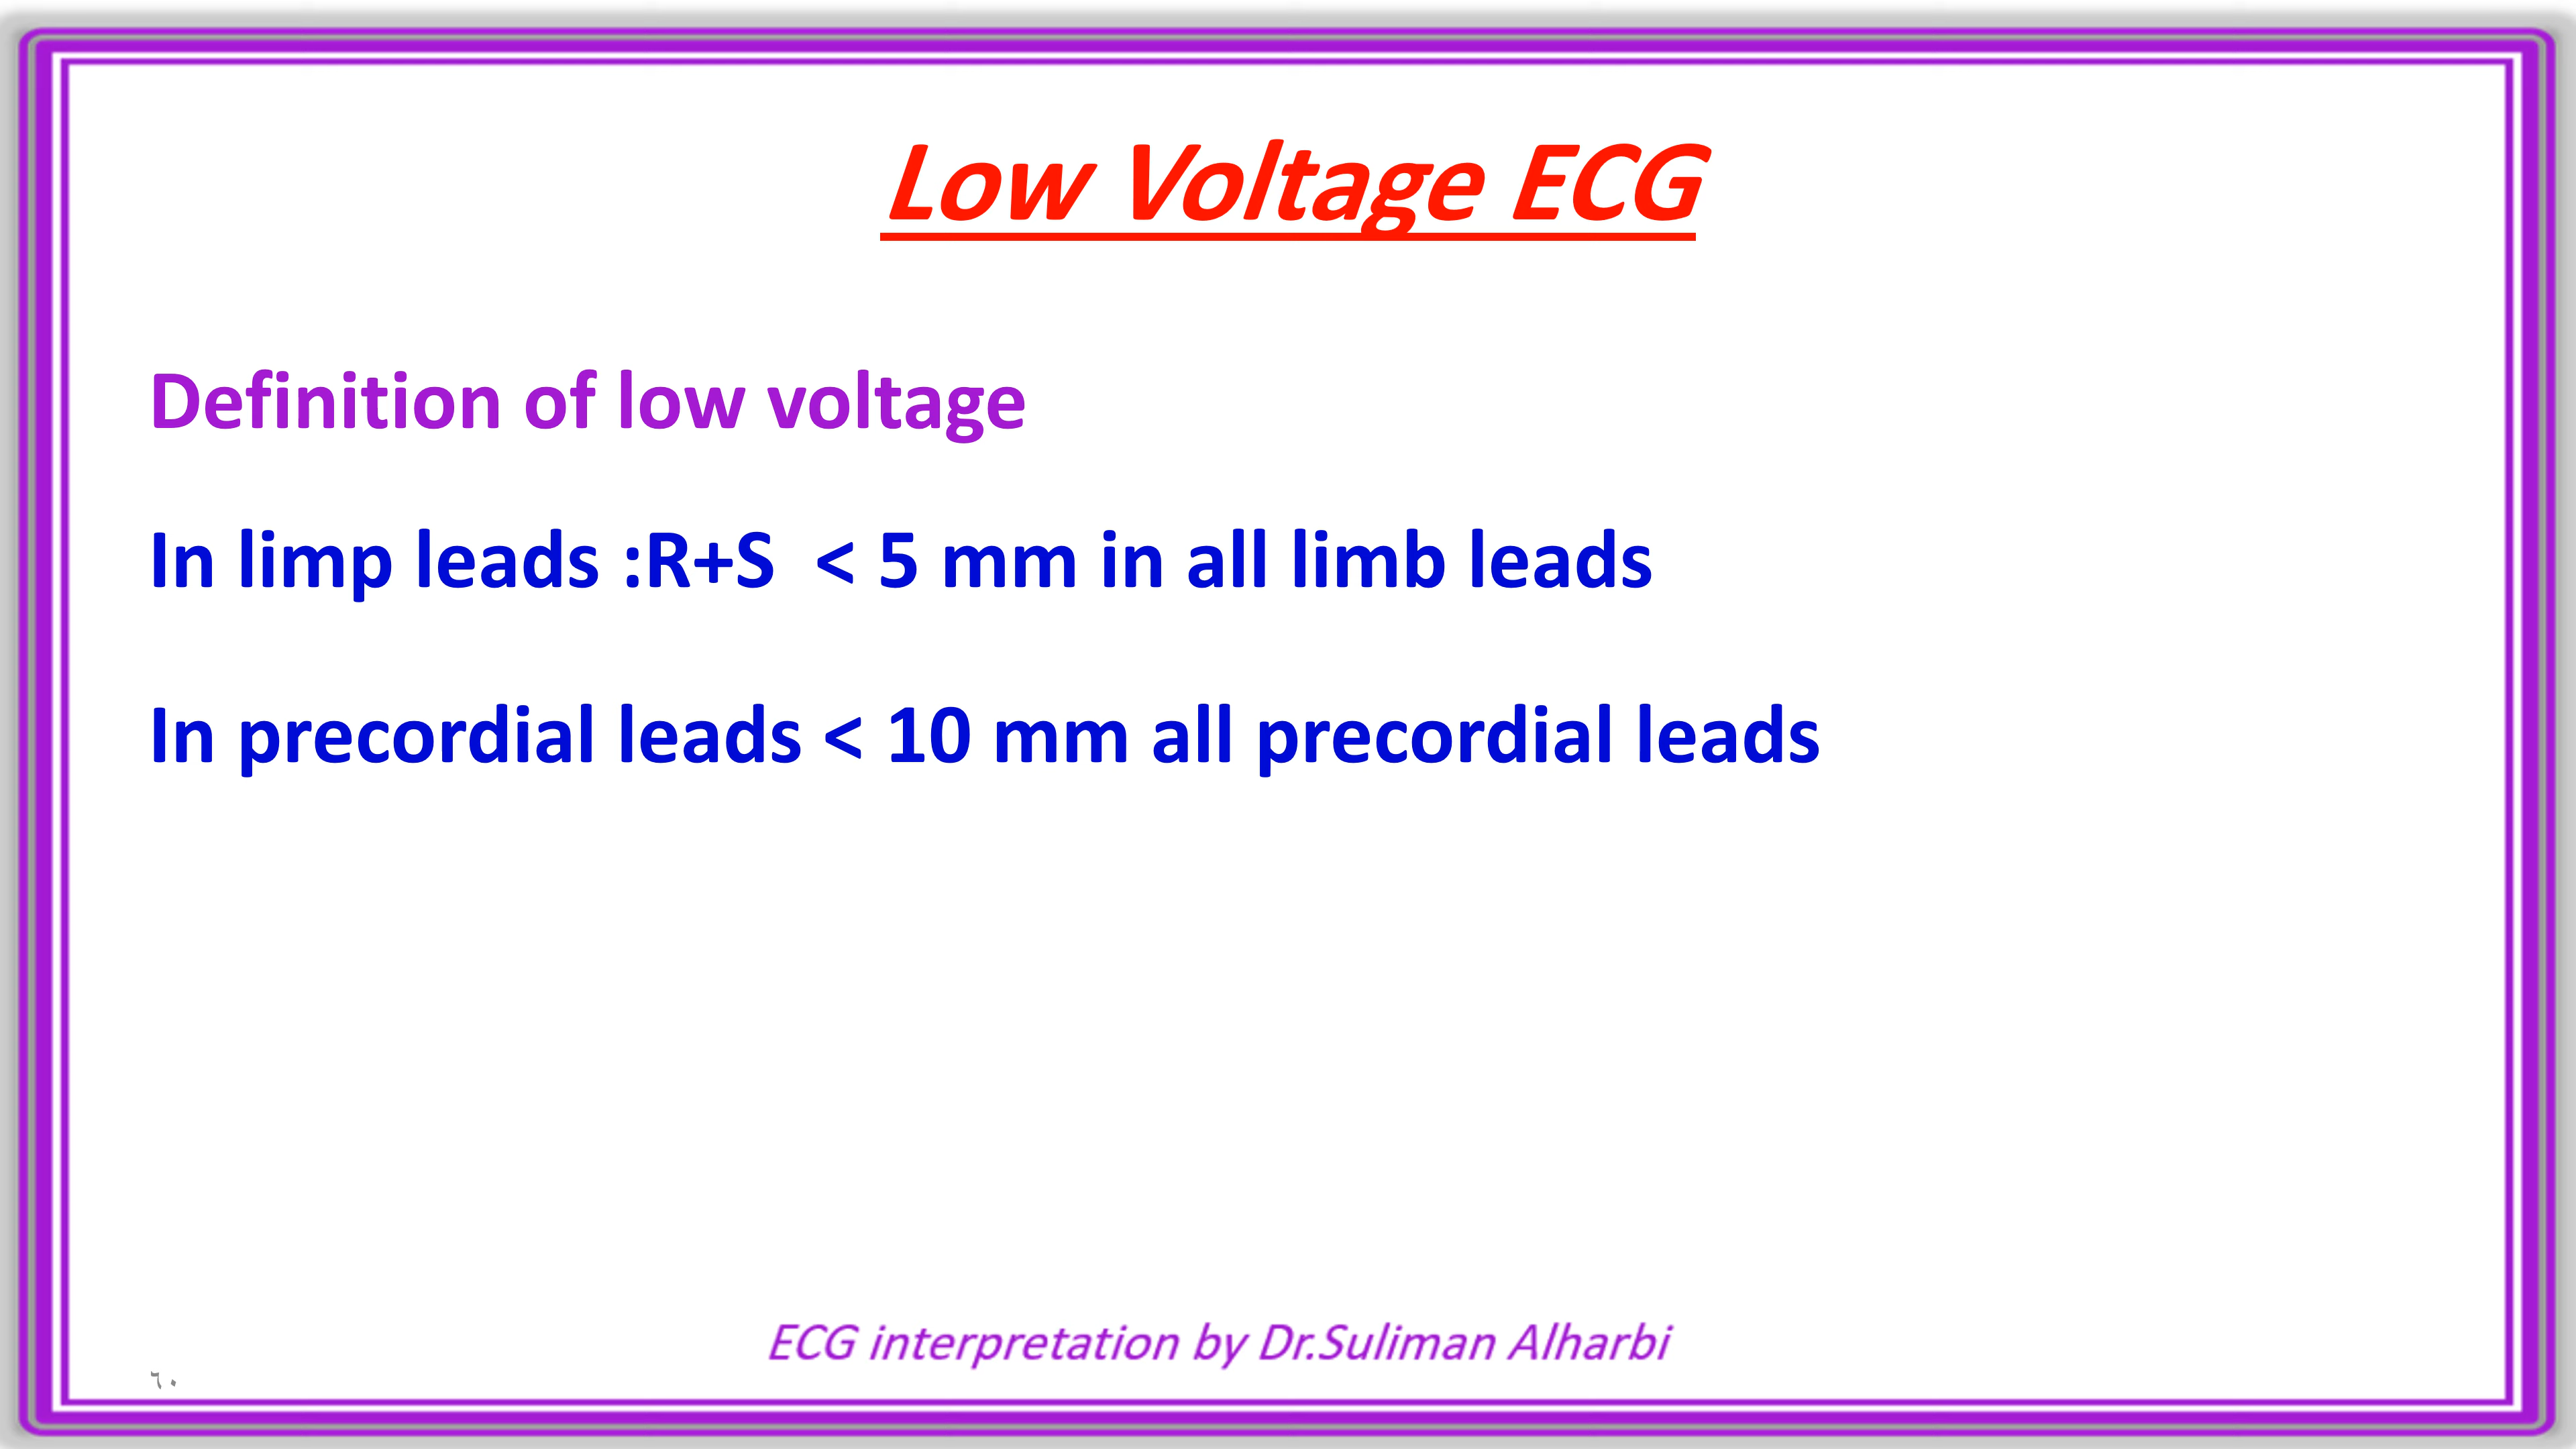 Low Voltage ECG
Definition of low voltage
In limp leads :R+S  < 5 mm in all limb leads
In precordial leads < 10 mm all precordial leads
ECG interpretation by Dr.Suliman Alharbi
٦٠